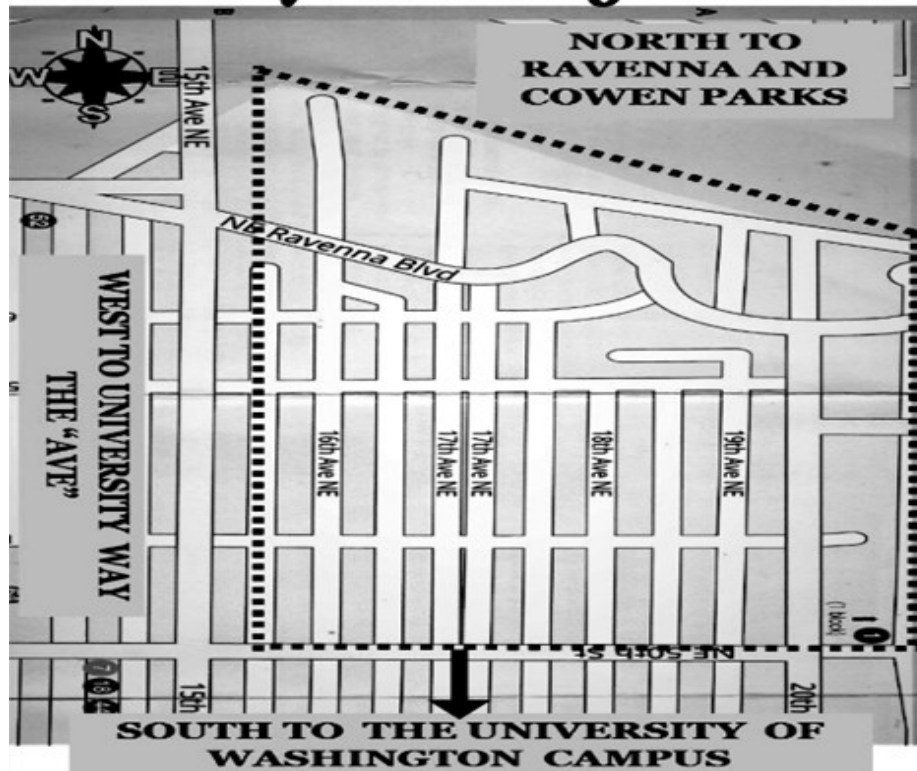 B
A
N
W
E
S
NORTH TO
RAVENNA AND
COWEN PARKS
15th Ave NE
NE Ravenna Blvd
WEST TO UNIVERSITY WAY
THE “AVE”
16th Ave NE
17th Ave NE
17th Ave NE
18th Ave NE
19th Ave NE
(1 block)
NE 50th St
15th
20th
SOUTH TO THE UNIVERSITY OF
WASHINGTON CAMPUS